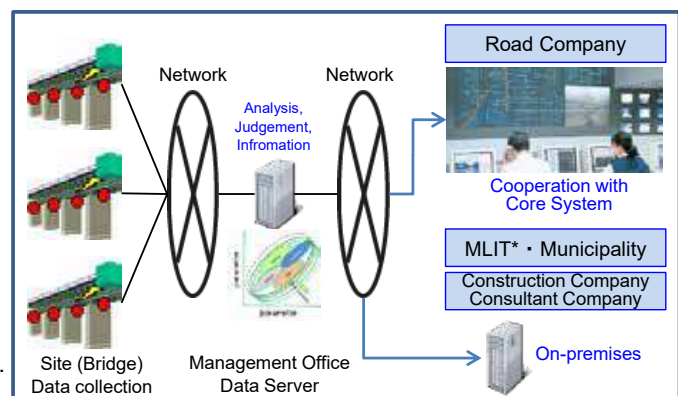 Road Company
Network
Network
Analysis,
Judgement,
Infromation
Cooperation with
Core System
MLIT*・Municipality
Construction Company
Consultant Company
On-premises
Site (Bridge)
Data collection
Management Office
Data Server
.